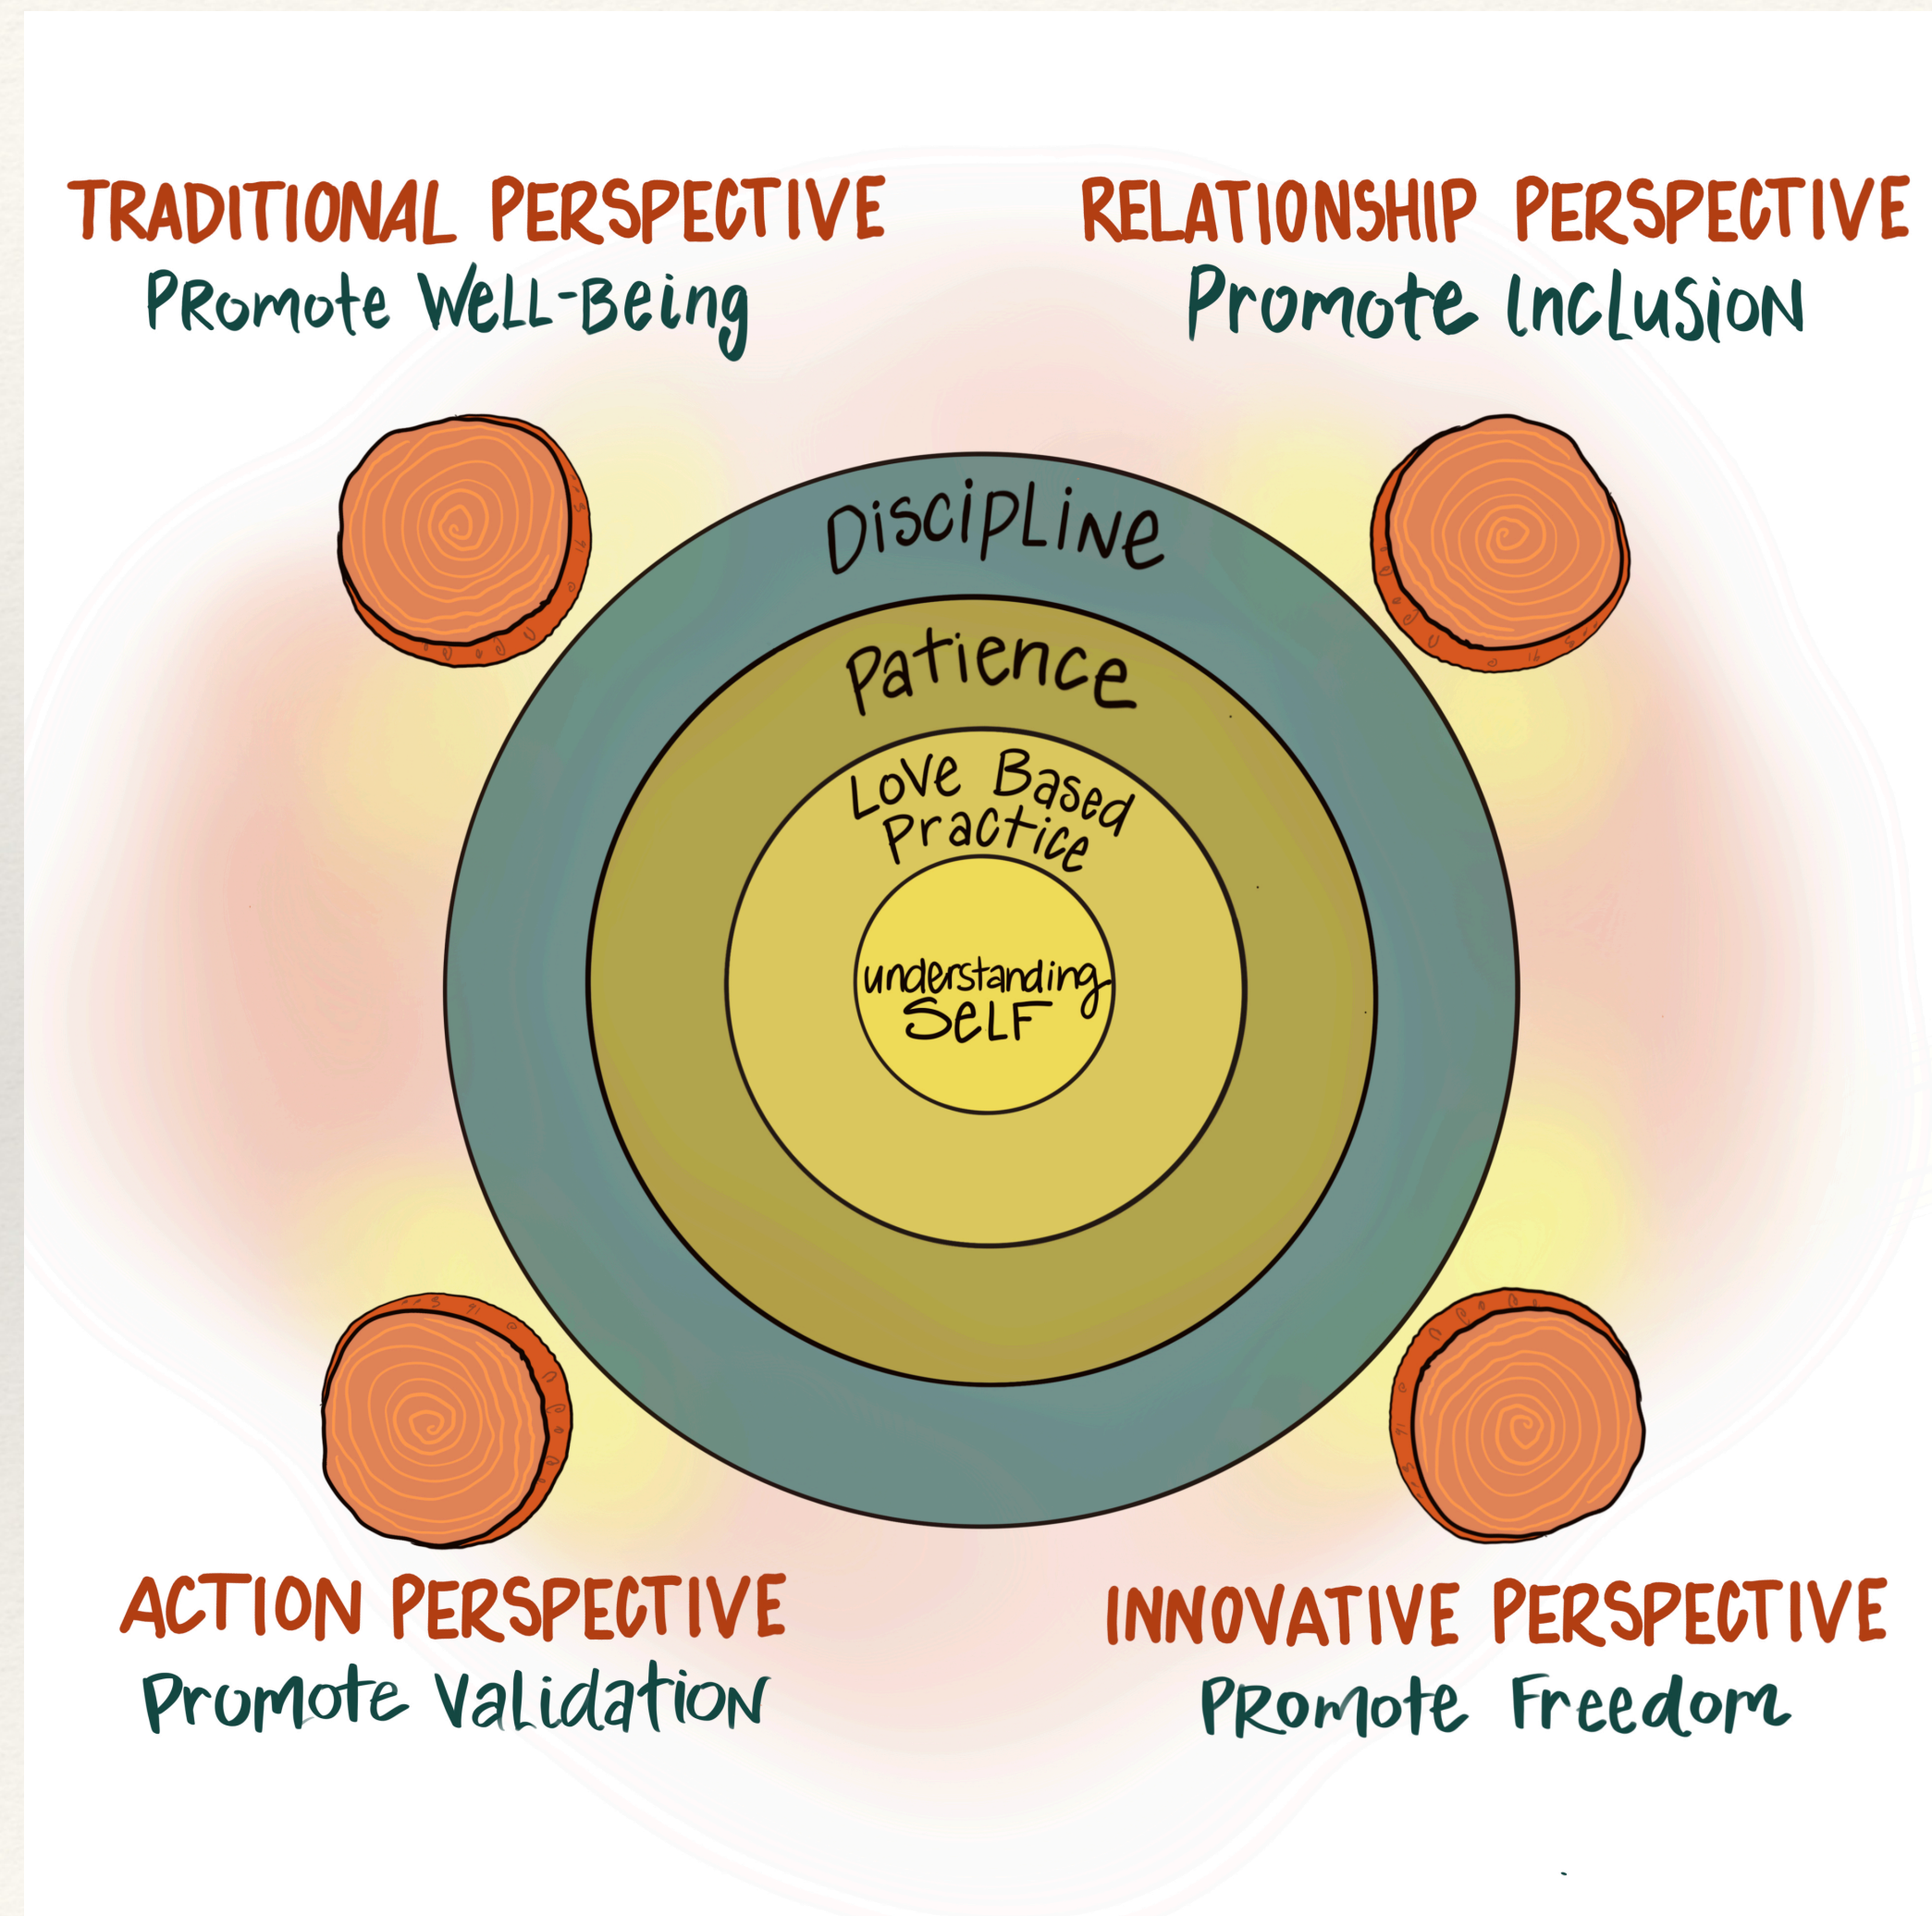 TRADITIONAL PERSPECTIVE
Promote Well-Being
RELATIONSHIP PERSPECTIVE
Promote Inclusion
Discipline
Patience
Love Based
Practice
understanding
Self
ACTION PERSPECTIVE
Promote Validation
INNOVATIVE PERSPECTIVE
Promote Freedom